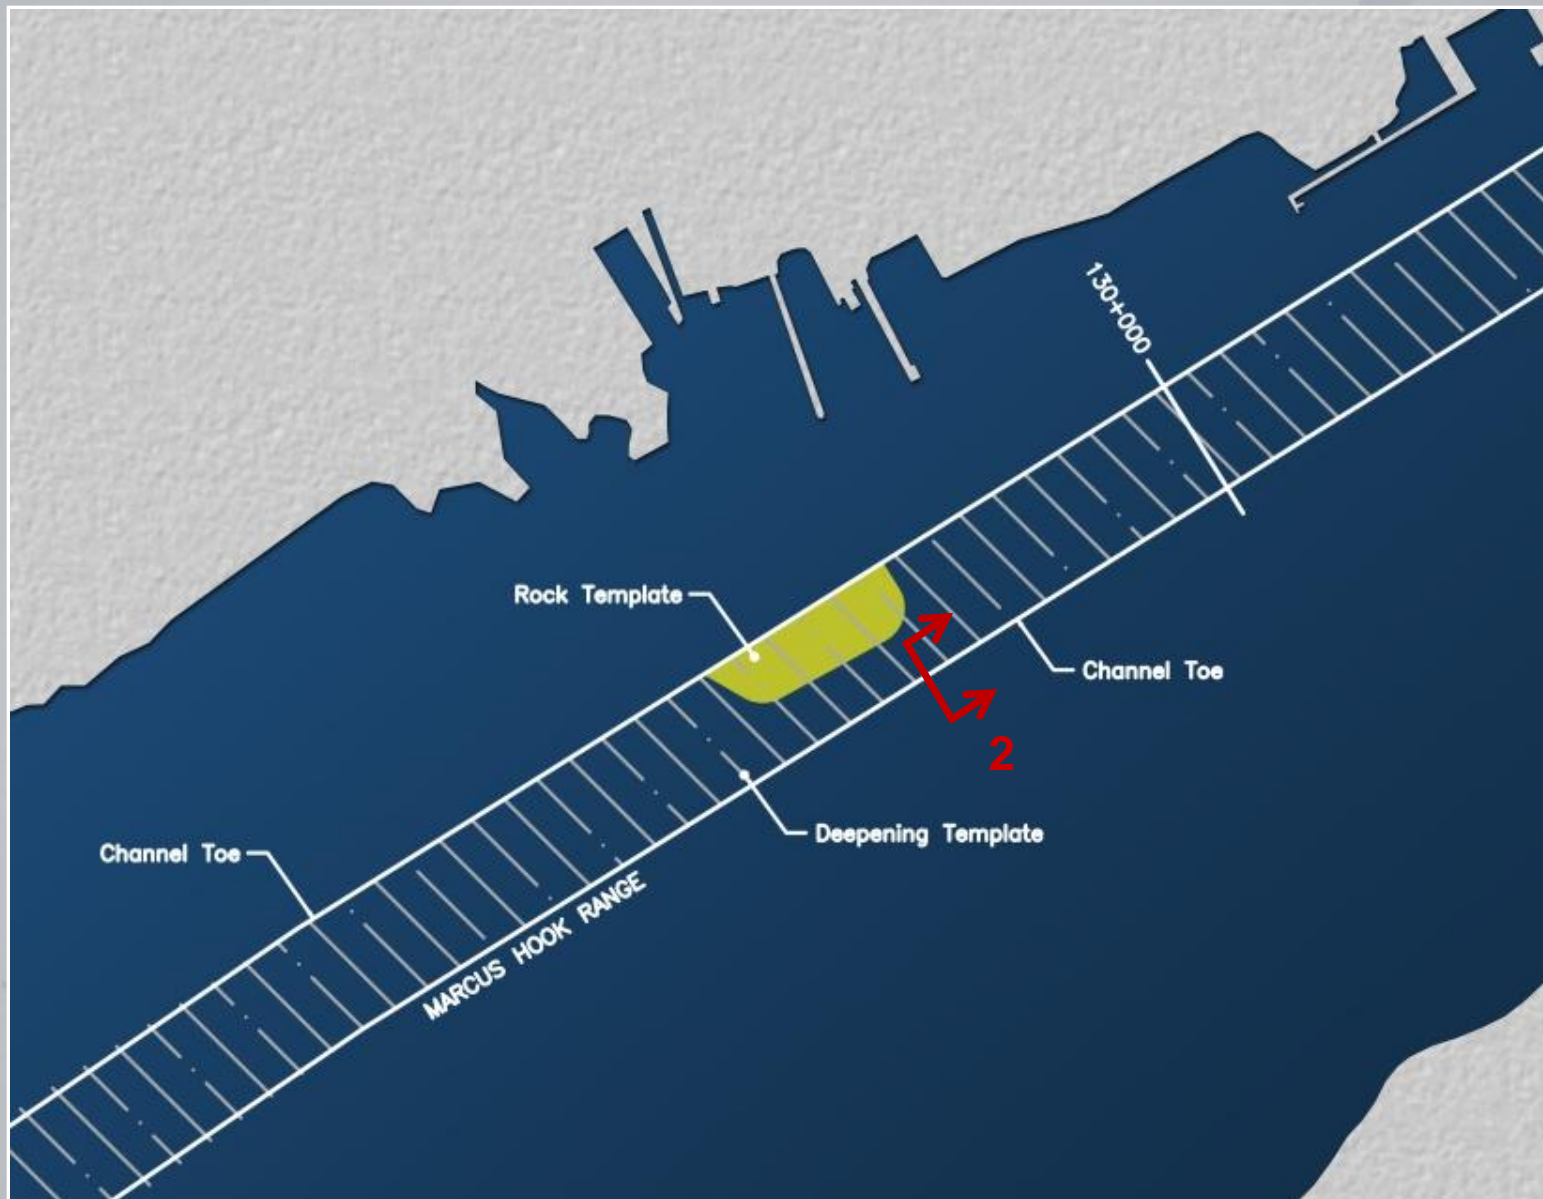 130+000
Rock Template
Channel Toe
2
Deepening Template
Channel Toe
MARCUS HOOK RANGE